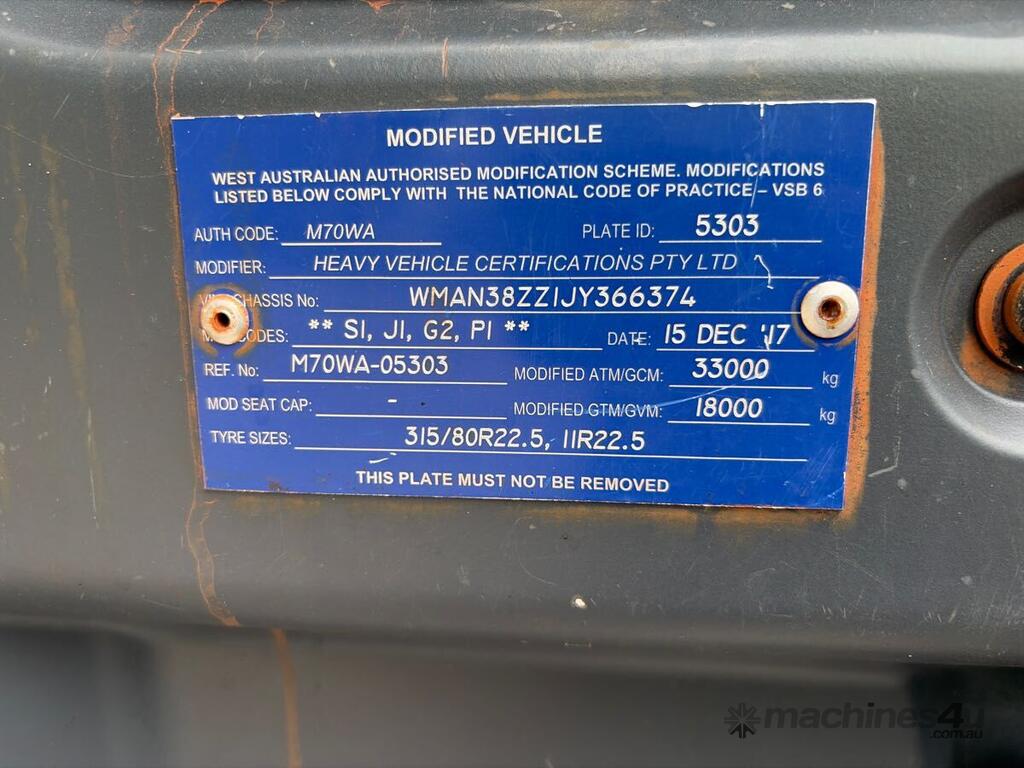 MODIFIED VEHICLE
WEST AUSTRALIAN AUTHORISED MODIFICATION SCHEME. MODIFICATIONS
LISTED BELOW COMPLY WITH THE NATIONAL CODE OF PRACTICE – VSB 6
AUTH CODE: M70WA PLATE ID: 5303
MODIFIER: HEAVY VEHICLE CERTIFICATIONS PTY LTD
CHASSIS No: WMAN38ZZ1JY366374
** S1, J1, G2, P1 ** DATE: 15 DEC '17
REF. No: M70WA-05303 MODIFIED ATM/GCM: 33000 kg
MOD SEAT CAP: - MODIFIED GTM/GVM: 18000 kg
TYRE SIZES: 315/80R22.5, 11R22.5
THIS PLATE MUST NOT BE REMOVED
machines4u
.com.au